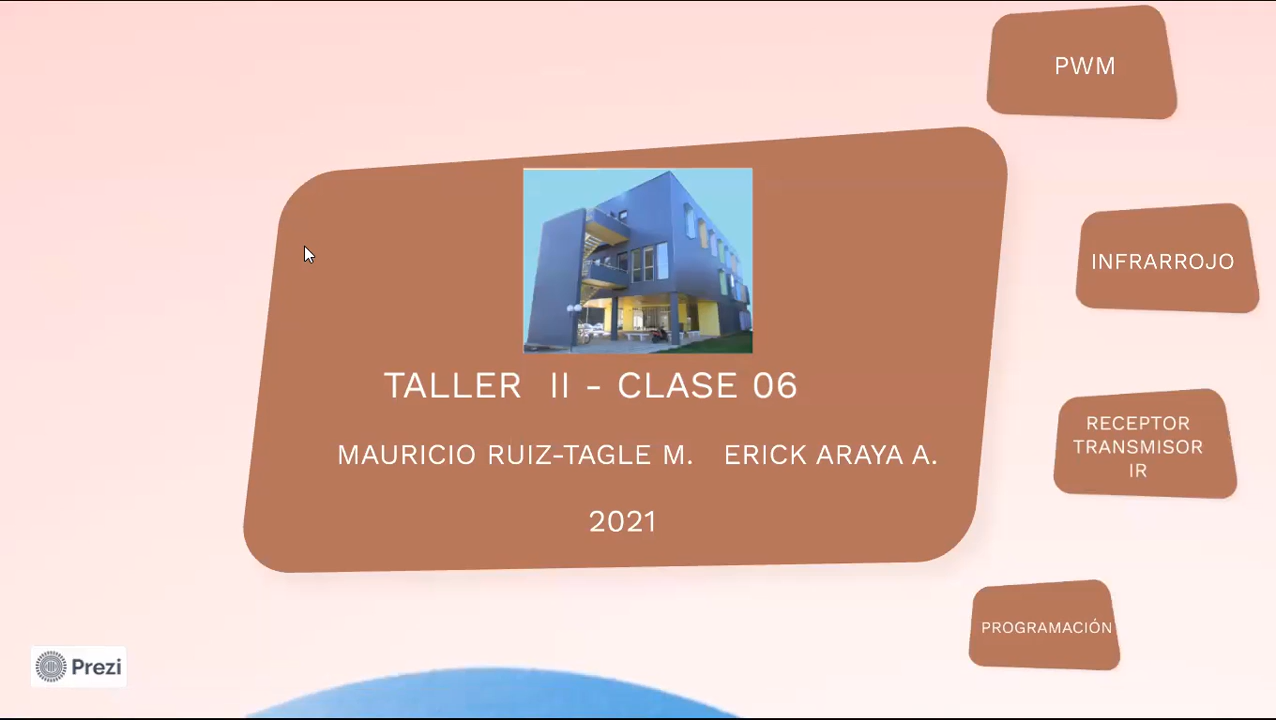 PWM
TALLER  II - CLASE 06
MAURICIO RUIZ-TAGLE M.   ERICK ARAYA A.
2021
INFRARROJO
RECEPTOR
TRANSMISOR
IR
PROGRAMACIÓN
Prezi